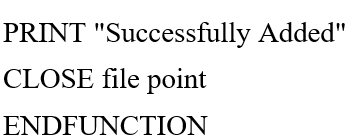 PRINT "Successfully Added"
CLOSE file point
ENDFUNCTION